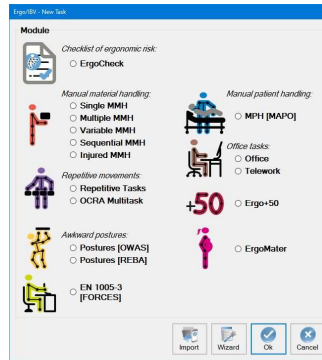 Ergo/IBV - New Task
Module
Checklist of ergonomic risk:
ErgoCheck
Manual material handling:
Single MMH
Multiple MMH
Variable MMH
Sequential MMH
Injured MMH
Repetitive movements:
Repetitive Tasks
OCRA Multitask
Awkward postures:
Postures [OWAS]
Postures [REBA]
EN 1005-3
[FORCES]
Manual patient handling:
MPH [MAPO]
Office tasks:
Office
Telework
+50
Ergo+50
ErgoMater
Import
Wizard
Ok
Cancel